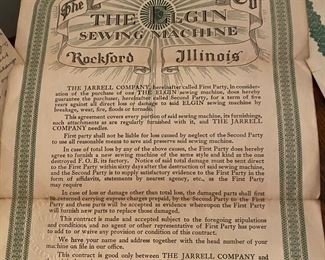 The
Co
THE ELGIN
SEWING MACHINE
Rockford Illinois
THE JARRELL COMPANY, hereinafter called First Party, in consider-
ation of the purchase of one THE ELGIN sewing machine, does hereby
guarantee the purchaser, hereinafter called Second Party, for a term of five
years against all direct loss or damage to said ELGIN sewing machine by
breakage, wear, fire, floods or tornado.
This agreement covers every portion of said sewing machine, its furnishings,
such attachments as are regularly furnished with it, and THE JARRELL
COMPANY needles.
First party shall not be liable for loss caused by neglect of the Second Party
to use all reasonable means to save and preserve said sewing machine.
In case of total loss by any of the above causes, the First Party does hereby
agree to furnish a new sewing machine of the same style and kind as the one
destroyed F. O. B. its factory. Notice of said total damage must be sent direct
to the First Party within sixty days after the date of the loss or damage sustained
and the Second Party is to supply satisfactory evidence to the First Party in the
form of affidavits, statements by nearest agency, etc., as the First Party
may require
In case of loss or damage other than total loss, the damaged parts shall first
be returned carrying express charges prepaid, by the Second Party to the First
Party and these parts will be accepted as evidence whereupon the First Party
will furnish new parts to replace those damaged.
This contract is made and accepted subject to the foregoing stipulations
and conditions, and no agent or other representative of First Party has power
to add to or waive any provision or condition of this contract.
We have your name and address together with the head number of your
machine on file in our office.
This contract is good only between THE JARRELL COMPANY and